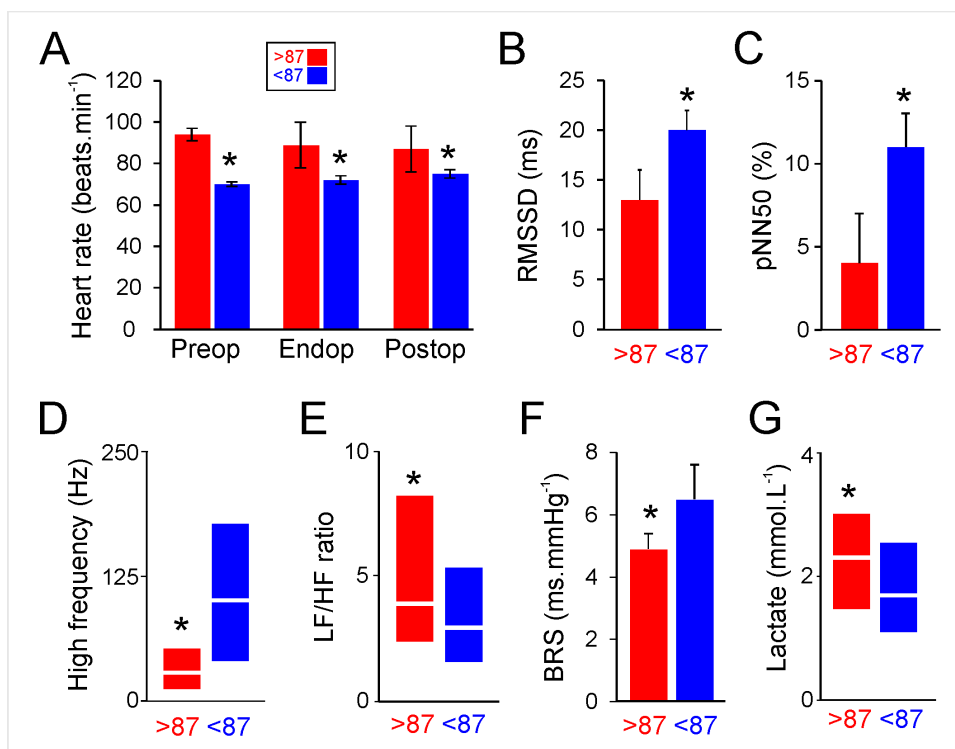 A
>87
<87
Heart rate (beats.min⁻¹)
120
100
80
60
40
20
0
*
*
*
Preop
Endop
Postop
B
RMSSD (ms)
25
20
15
10
5
0
*
>87 <87
C
pNN50 (%)
15
10
5
0
*
>87 <87
D
High frequency (Hz)
250
125
0
*
>87 <87
E
LF/HF ratio
10
5
0
*
>87 <87
F
BRS (ms.mmHg⁻¹)
8
6
4
6
0
*
>87 <87
G
Lactate (mmol.L⁻¹)
4
2
0
*
>87 <87